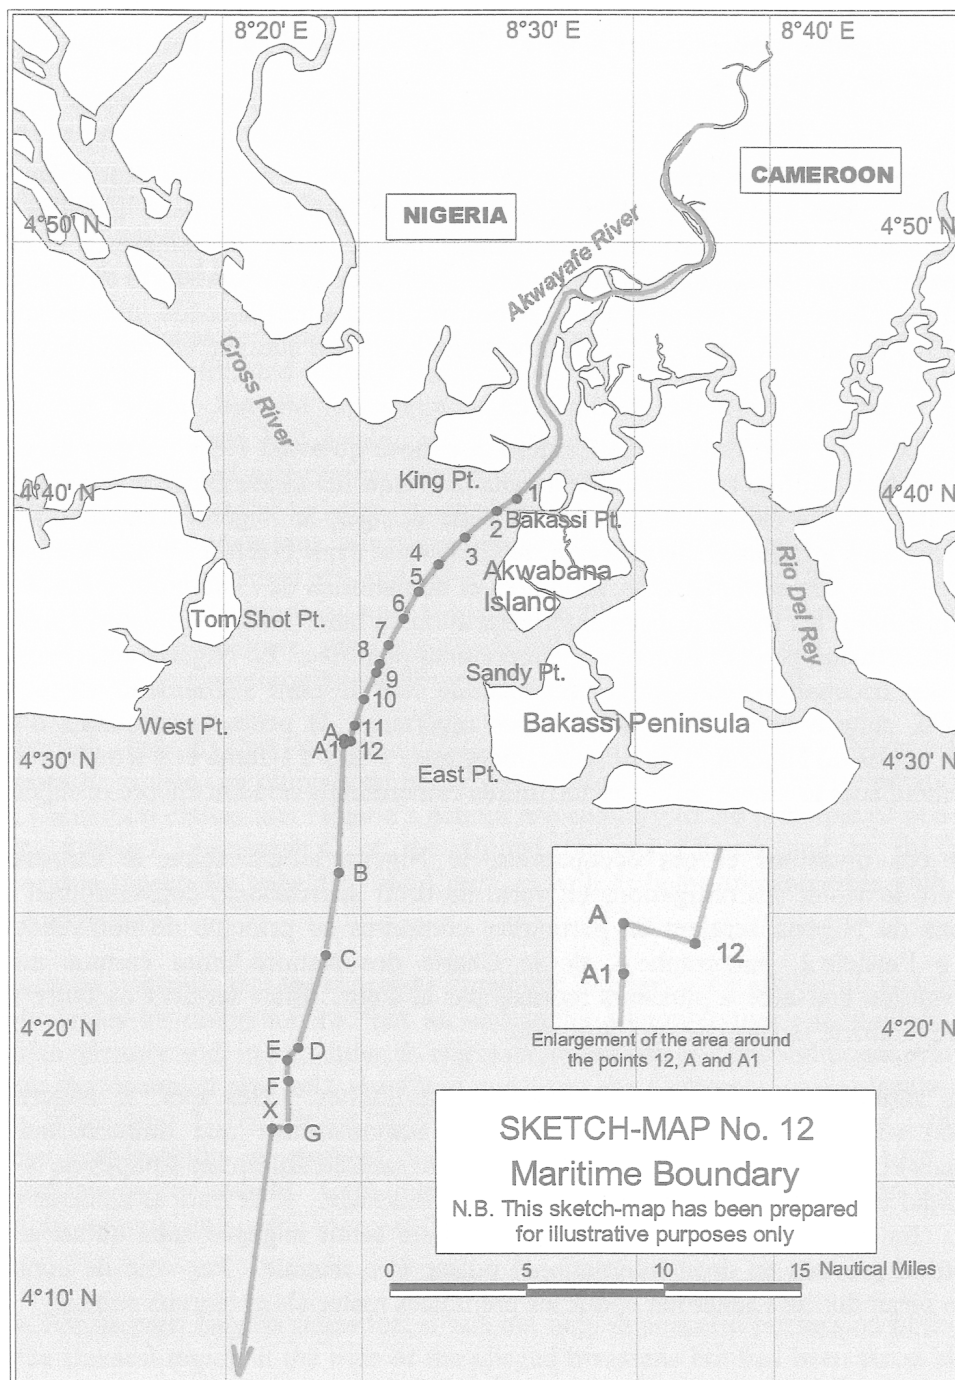 8°20' E
8°30' E
8°40' E
CAMEROON
NIGERIA
4°50' N
4°50' N
Akwayafe River
Cross River
King Pt.
4°40' N
4°40' N
1
Bakassi Pt.
2
3
4
Akwabana
Island
5
Rio Del Rey
6
Tom Shot Pt.
7
8
Sandy Pt.
9
10
West Pt.
Bakassi Peninsula
11
A
A1
12
4°30' N
4°30' N
East Pt.
B
A
12
C
A1
4°20' N
4°20' N
Enlargement of the area around
the points 12, A and A1
E
D
F
X
G
SKETCH-MAP No. 12
Maritime Boundary
N.B. This sketch-map has been prepared
for illustrative purposes only
0
5
10
15
Nautical Miles
4°10' N